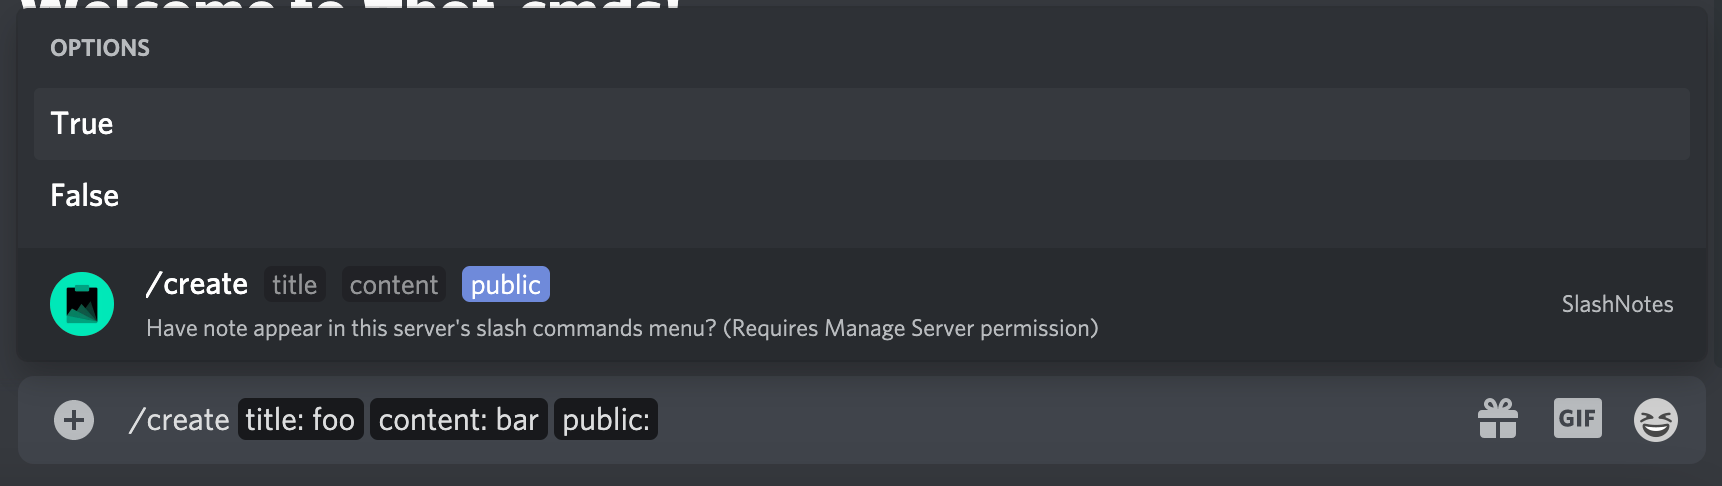 OPTIONS
True
False
/create title content public
Have note appear in this server's slash commands menu? (Requires Manage Server permission)
SlashNotes
/create title: foo content: bar public:
GIF